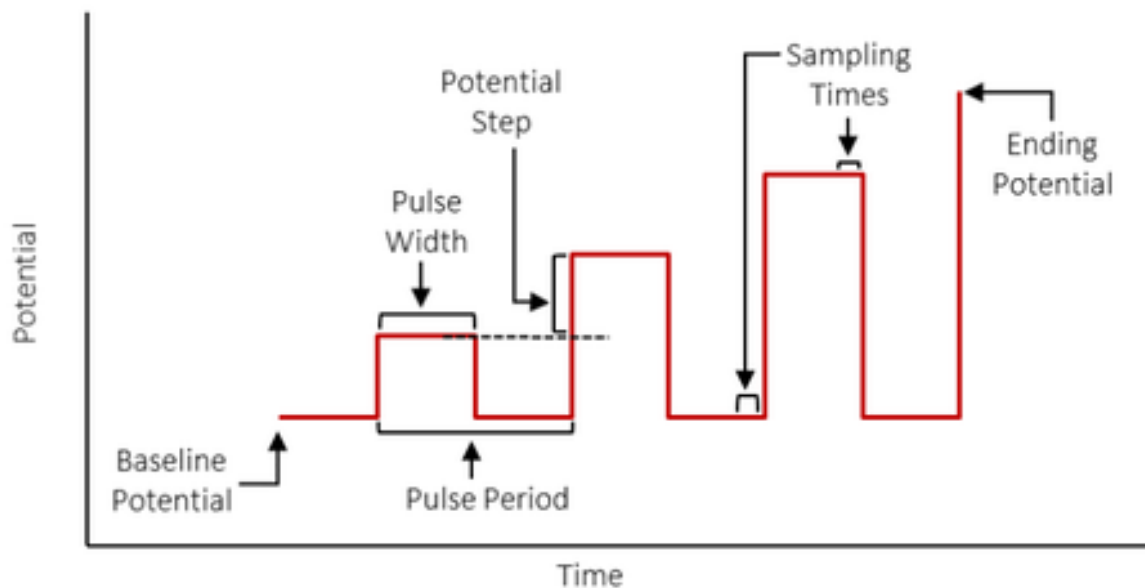 Sampling
Times
Potential
Step
Ending
Potential
Pulse
Width
Potential
Baseline
Potential
Pulse Period
Time